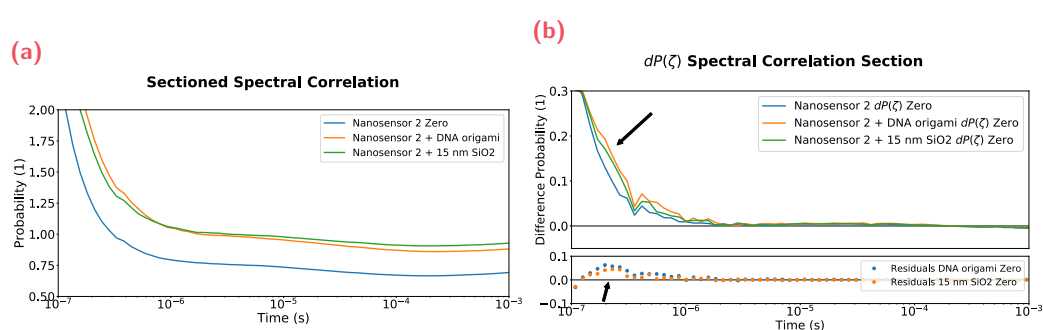 (a)
Sectioned Spectral Correlation
Probability (1)
2.00
1.75
1.50
1.25
1.00
0.75
0.50
Nanosensor 2 Zero
Nanosensor 2 + DNA origami
Nanosensor 2 + 15 nm SiO2
10⁻⁷
10⁻⁶
10⁻⁵
10⁻⁴
10⁻³
Time (s)
(b)
dP(ζ) Spectral Correlation Section
Difference Probability (1)
0.3
0.2
0.1
0.0
Nanosensor 2 dP(ζ) Zero
Nanosensor 2 + DNA origami dP(ζ) Zero
Nanosensor 2 + 15 nm SiO2 dP(ζ) Zero
0.1
0.0
−0.1
Residuals DNA origami Zero
Residuals 15 nm SiO2 Zero
10⁻⁷
10⁻⁶
10⁻⁵
10⁻⁴
10⁻³
Time (s)